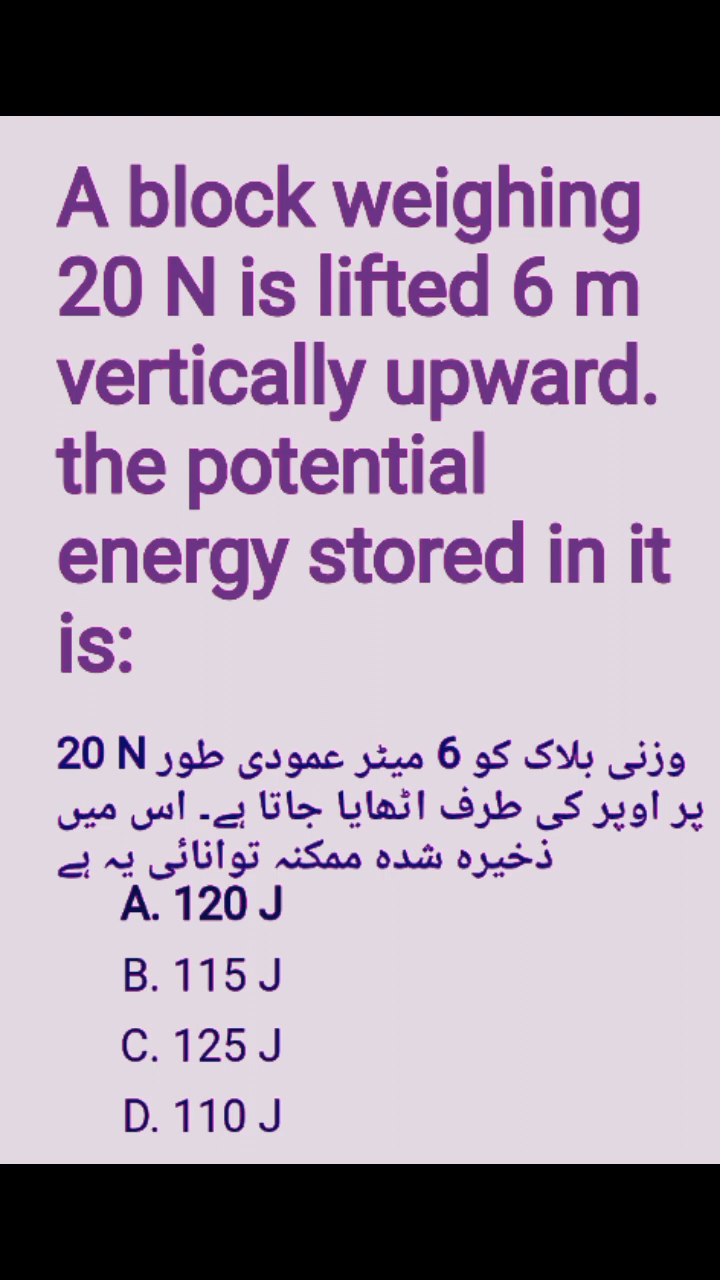 A block weighing
20 N is lifted 6 m
vertically upward.
the potential
energy stored in it
is:
20 N وزنی بلاک کو 6 میٹر عمودی طور
پر اوپر کی طرف اٹھایا جاتا ہے۔ اس میں
ذخیرہ شدہ ممکنہ توانائی یہ ہے
A. 120 J
B. 115 J
C. 125 J
D. 110 J